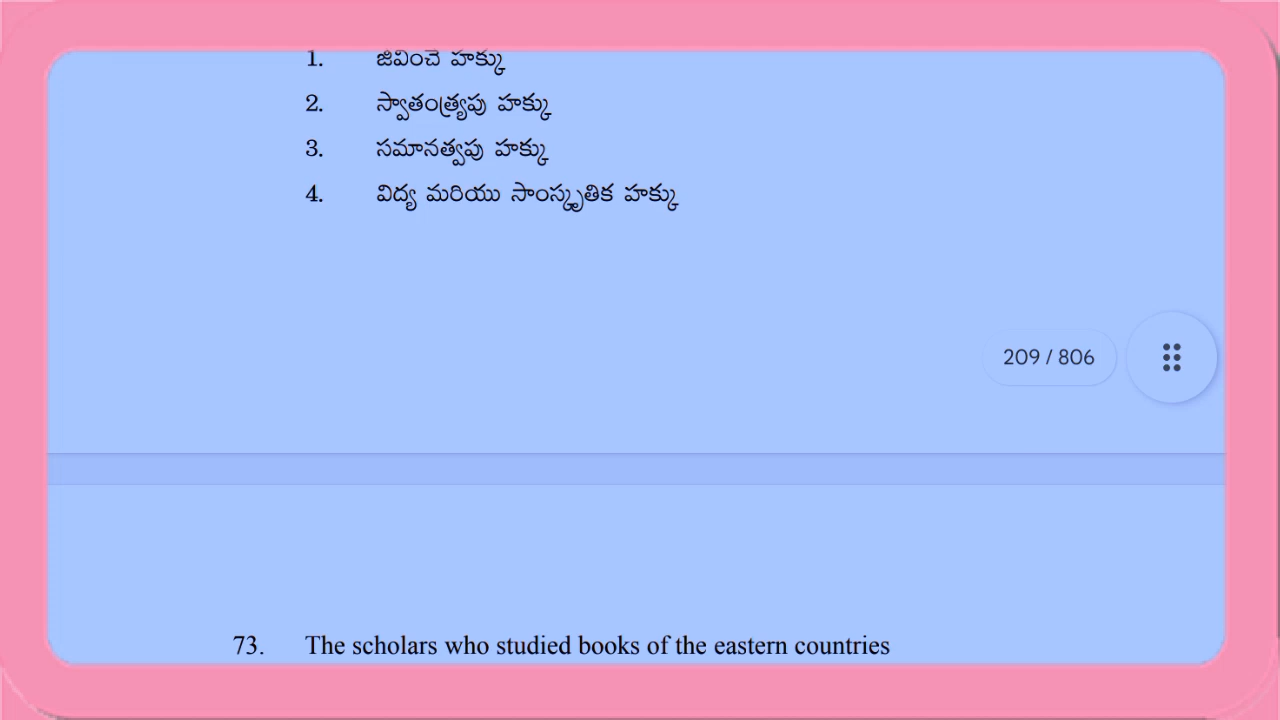 1. జీవించే హక్కు
2. స్వాతంత్ర్యపు హక్కు
3. సమానత్వపు హక్కు
4. విద్య మరియు సాంస్కృతిక హక్కు
209 / 806
73. The scholars who studied books of the eastern countries